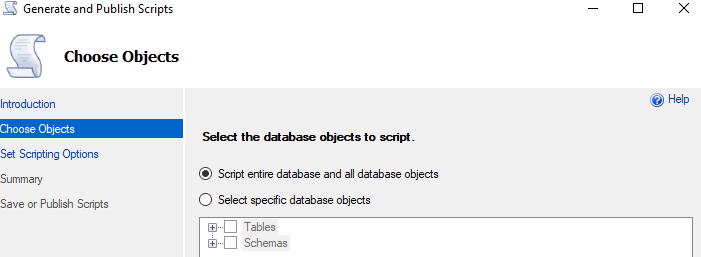 Generate and Publish Scripts
Choose Objects
Help
Introduction
Choose Objects
Set Scripting Options
Summary
Save or Publish Scripts
Select the database objects to script.
Script entire database and all database objects
Select specific database objects
Tables
Schemas